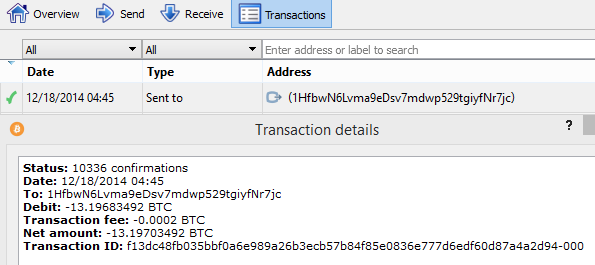 Overview Send Receive Transactions
All All Enter address or label to search
Date Type Address
12/18/2014 04:45 Sent to (1HfbwN6Lvma9eDsv7mdwp529tgiyfNr7jc)
Transaction details ?
Status: 10336 confirmations
Date: 12/18/2014 04:45
To: 1HfbwN6Lvma9eDsv7mdwp529tgiyfNr7jc
Debit: -13.19683492 BTC
Transaction fee: -0.0002 BTC
Net amount: -13.19703492 BTC
Transaction ID: f13dc48fb035bbf0a6e989a26b3ecb57b84f85e0836e777d6edf60d87a4a2d94-000